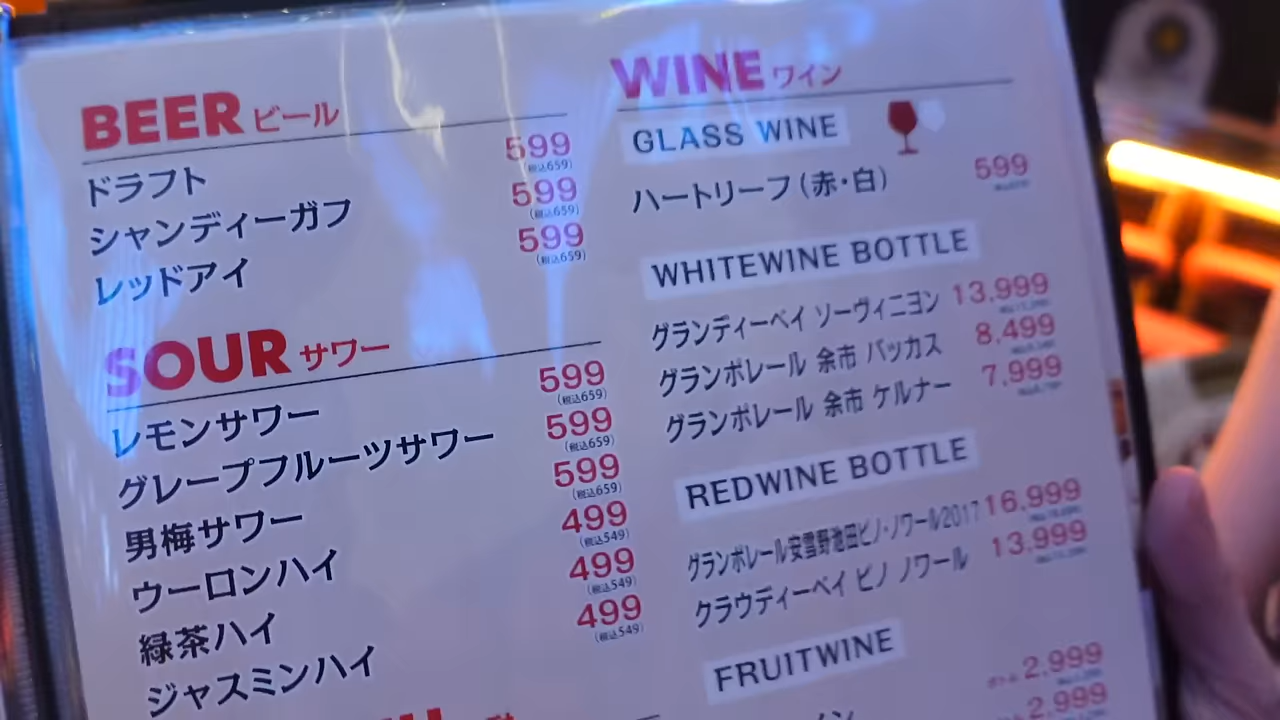 BEER ビール
ドラフト 599
(税込659)
シャンディーガフ 599
(税込659)
レッドアイ 599
(税込659)
SOUR サワー
レモンサワー 599
(税込659)
グレープフルーツサワー 599
(税込659)
男梅サワー 599
(税込659)
ウーロンハイ 499
(税込549)
緑茶ハイ 499
(税込549)
ジャスミンハイ 499
(税込549)
WINE ワイン
GLASS WINE
ハートリーフ(赤・白) 599
WHITEWINE BOTTLE
グランディーベイ ソーヴィニヨン 13,999
グランポレール 余市 バッカス 8,499
グランポレール 余市 ケルナー 7,999
REDWINE BOTTLE
グランポレール安雪野池田ピノ・ノワール2017 16,999
クラウディーベイ ピノ ノワール 13,999
FRUITWINE
ボトル 2,999
ボトル 2,999